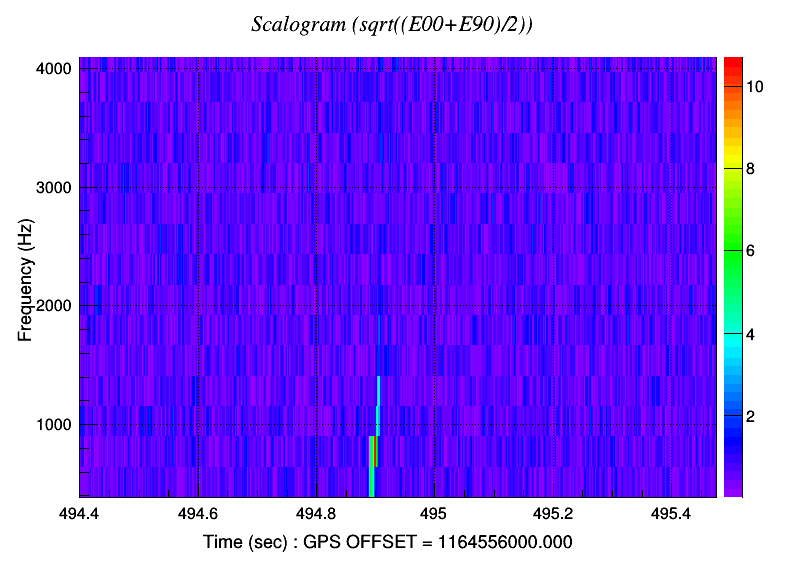 Scalogram (sqrt((E00+E90)/2))
4000
3000
2000
1000
Frequency (Hz)
10
8
6
4
2
494.4 494.6 494.8 495 495.2 495.4
Time (sec) : GPS OFFSET = 1164556000.000